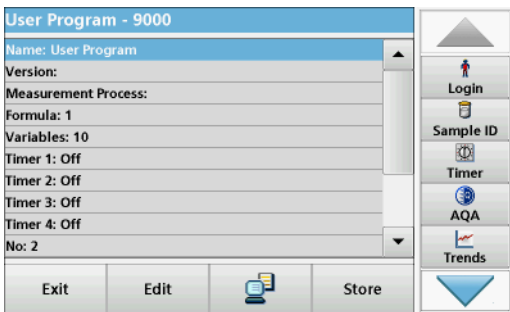 User Program - 9000
Name: User Program
Version:
Measurement Process:
Formula: 1
Variables: 10
Timer 1: Off
Timer 2: Off
Timer 3: Off
Timer 4: Off
No: 2
Exit
Edit
Store
Login
Sample ID
Timer
AQA
Trends